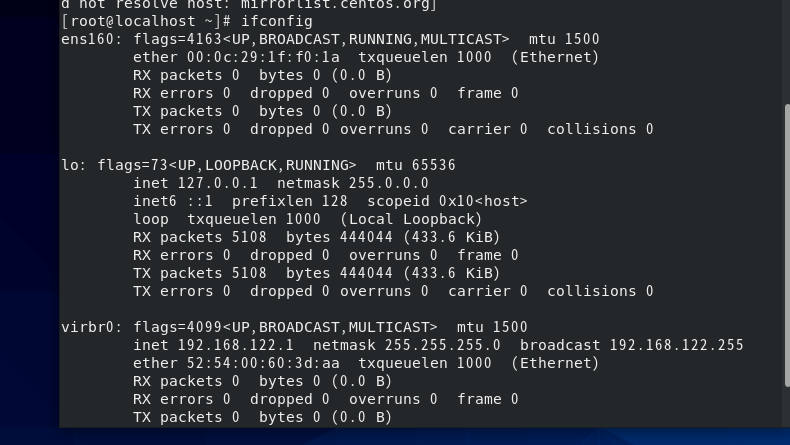 d not resolve host: mirrorlist.centos.org]
[root@localhost ~]# ifconfig
ens160: flags=4163<UP,BROADCAST,RUNNING,MULTICAST>  mtu 1500
        ether 00:0c:29:1f:f0:1a  txqueuelen 1000  (Ethernet)
        RX packets 0  bytes 0 (0.0 B)
        RX errors 0  dropped 0  overruns 0  frame 0
        TX packets 0  bytes 0 (0.0 B)
        TX errors 0  dropped 0 overruns 0  carrier 0  collisions 0
lo: flags=73<UP,LOOPBACK,RUNNING>  mtu 65536
        inet 127.0.0.1  netmask 255.0.0.0
        inet6 ::1  prefixlen 128  scopeid 0x10<host>
        loop  txqueuelen 1000  (Local Loopback)
        RX packets 5108  bytes 444044 (433.6 KiB)
        RX errors 0  dropped 0  overruns 0  frame 0
        TX packets 5108  bytes 444044 (433.6 KiB)
        TX errors 0  dropped 0 overruns 0  carrier 0  collisions 0
virbr0: flags=4099<UP,BROADCAST,MULTICAST>  mtu 1500
        inet 192.168.122.1  netmask 255.255.255.0  broadcast 192.168.122.255
        ether 52:54:00:60:3d:aa  txqueuelen 1000  (Ethernet)
        RX packets 0  bytes 0 (0.0 B)
        RX errors 0  dropped 0  overruns 0  frame 0
        TX packets 0  bytes 0 (0.0 B)